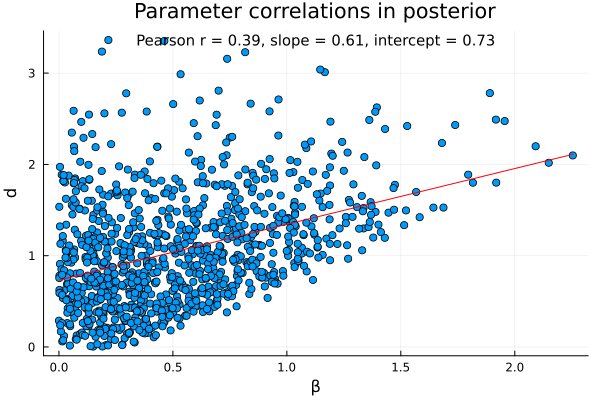 Parameter correlations in posterior
Pearson r = 0.39, slope = 0.61, intercept = 0.73
3
2
d
1
0
0.0 0.5 1.0 1.5 2.0
β